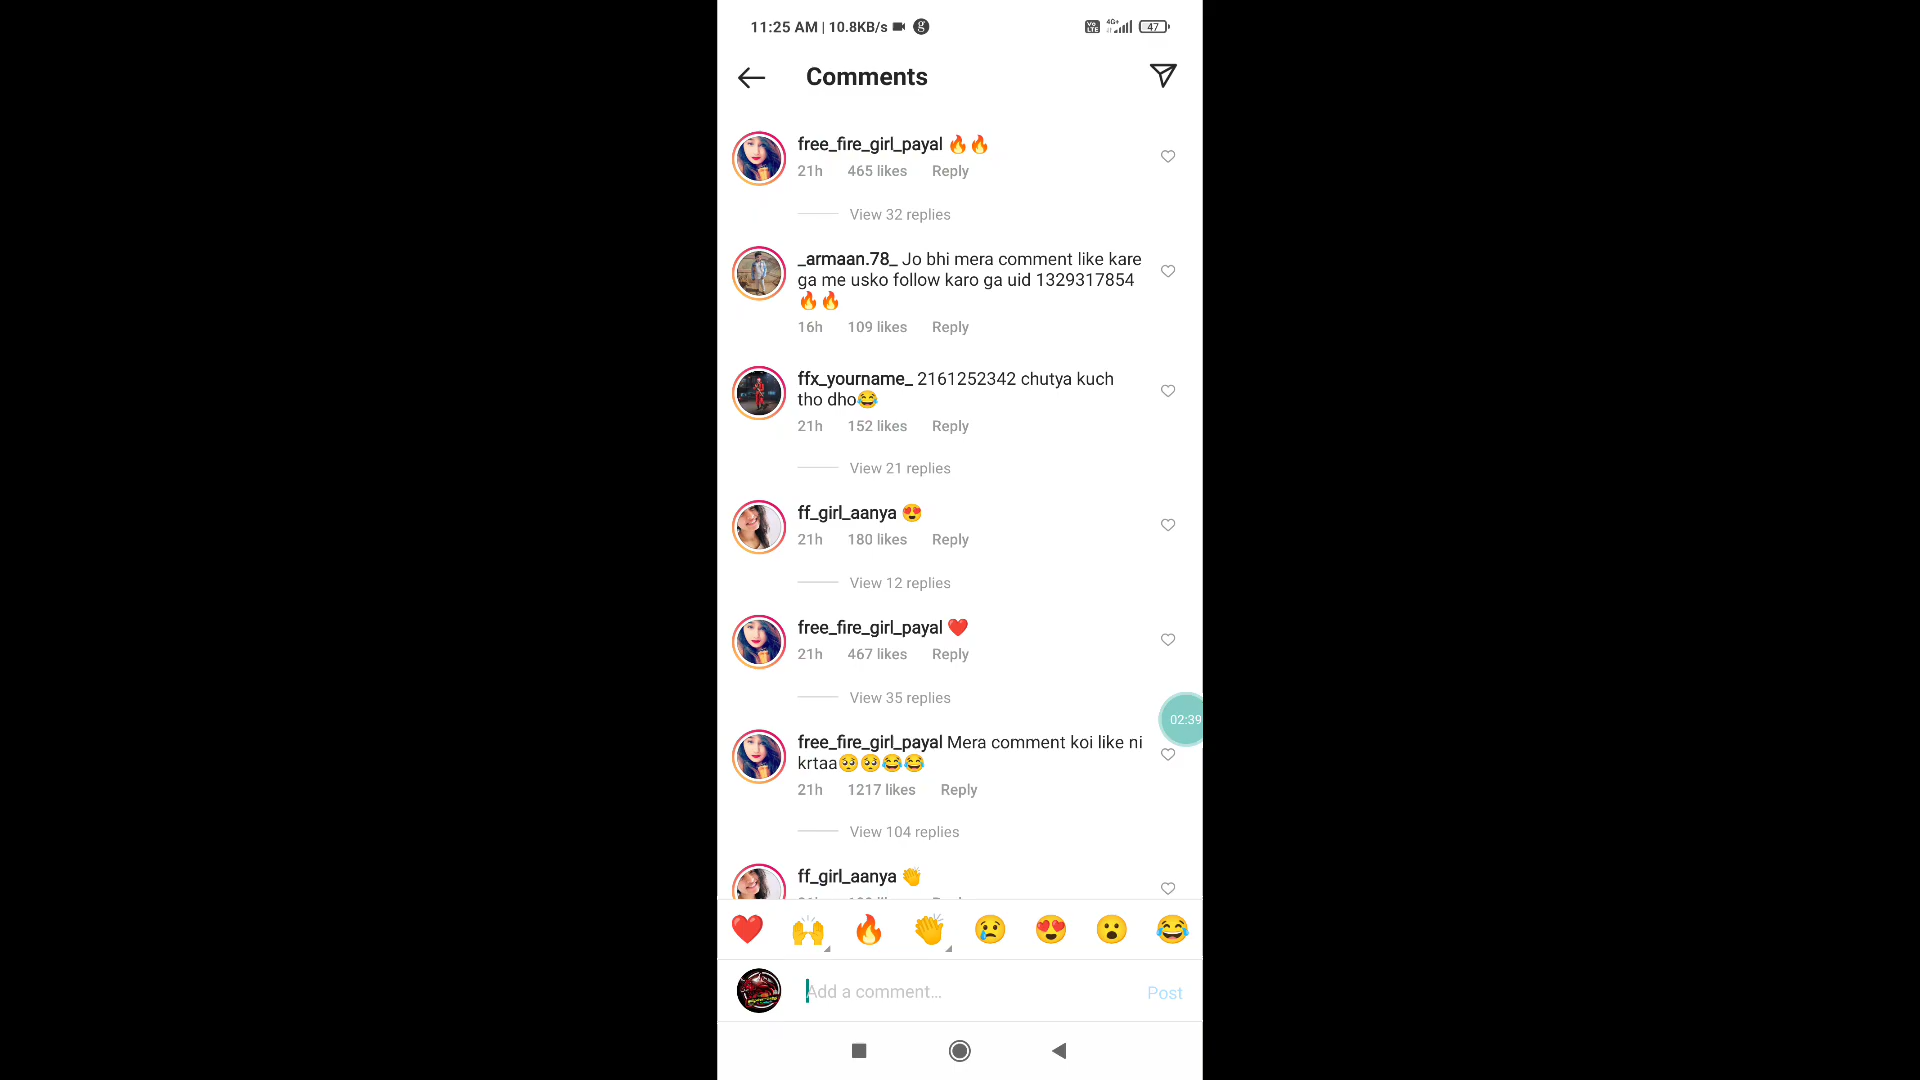 11:25 AM | 10.8KB/s
Vo LTE 4G+ 47
Comments
free_fire_girl_payal 🔥🔥
21h 465 likes Reply
View 32 replies
_armaan.78_ Jo bhi mera comment like kare
ga me usko follow karo ga uid 1329317854
🔥🔥
16h 109 likes Reply
ffx_yourname_ 2161252342 chutya kuch
tho dho😂
21h 152 likes Reply
View 21 replies
ff_girl_aanya 😍
21h 180 likes Reply
View 12 replies
free_fire_girl_payal ❤️
21h 467 likes Reply
View 35 replies
02:39
free_fire_girl_payal Mera comment koi like ni
krtaa🥺🥺😂😂
21h 1217 likes Reply
View 104 replies
ff_girl_aanya 👏
❤️ 🙌 🔥 👏 😢 😍 😮 😂
Add a comment...
Post